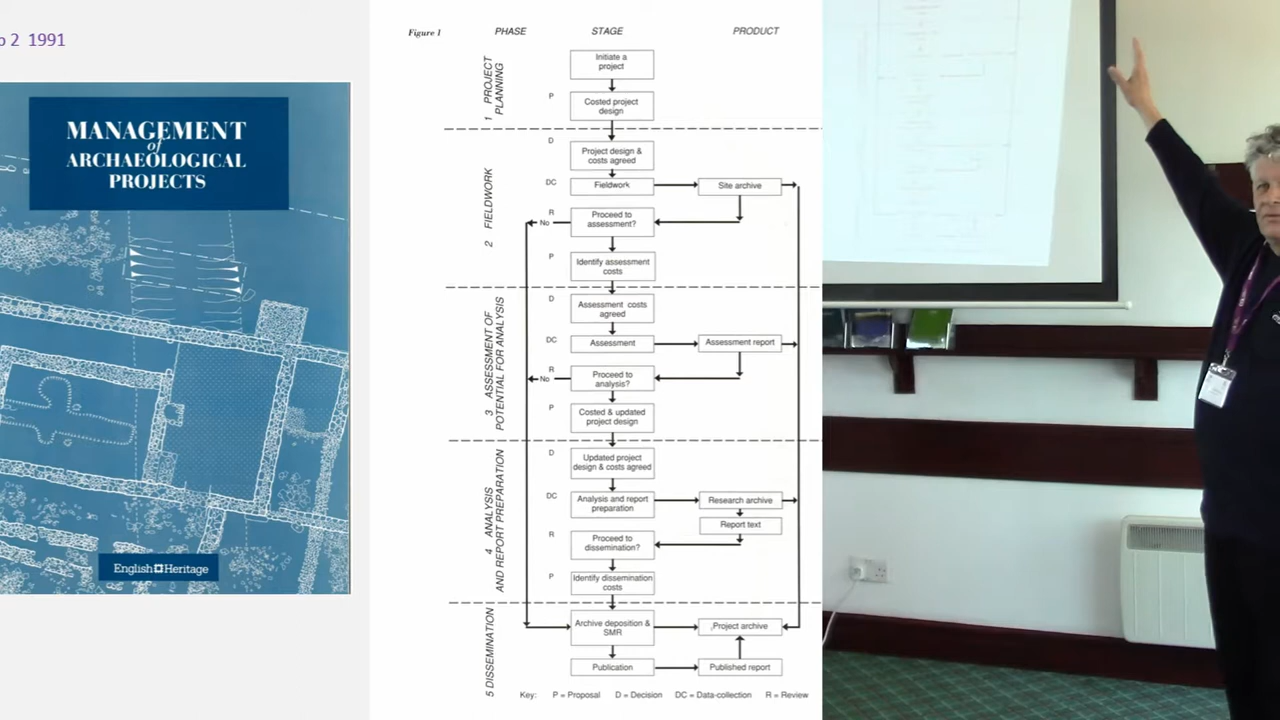 o 2 1991
MANAGEMENT
of
ARCHAEOLOGICAL
PROJECTS
English Heritage
Figure 1
PHASE
STAGE
PRODUCT
1 PROJECT
PLANNING
Initiate a
project
P
Costed project
design
2 FIELDWORK
D
Project design &
costs agreed
DC
Fieldwork
Site archive
R
No
Proceed to
assessment?
P
Identify assessment
costs
3 ASSESSMENT OF
POTENTIAL FOR ANALYSIS
D
Assessment costs
agreed
DC
Assessment
Assessment report
R
No
Proceed to
analysis?
P
Costed & updated
project design
4 ANALYSIS
AND REPORT PREPARATION
D
Updated project
design & costs agreed
DC
Analysis and report
preparation
Research archive
Report text
R
Proceed to
dissemination?
P
Identify dissemination
costs
5 DISSEMINATION
Archive deposition &
SMR
Project archive
Publication
Published report
Key: P = Proposal D = Decision DC = Data-collection R = Review